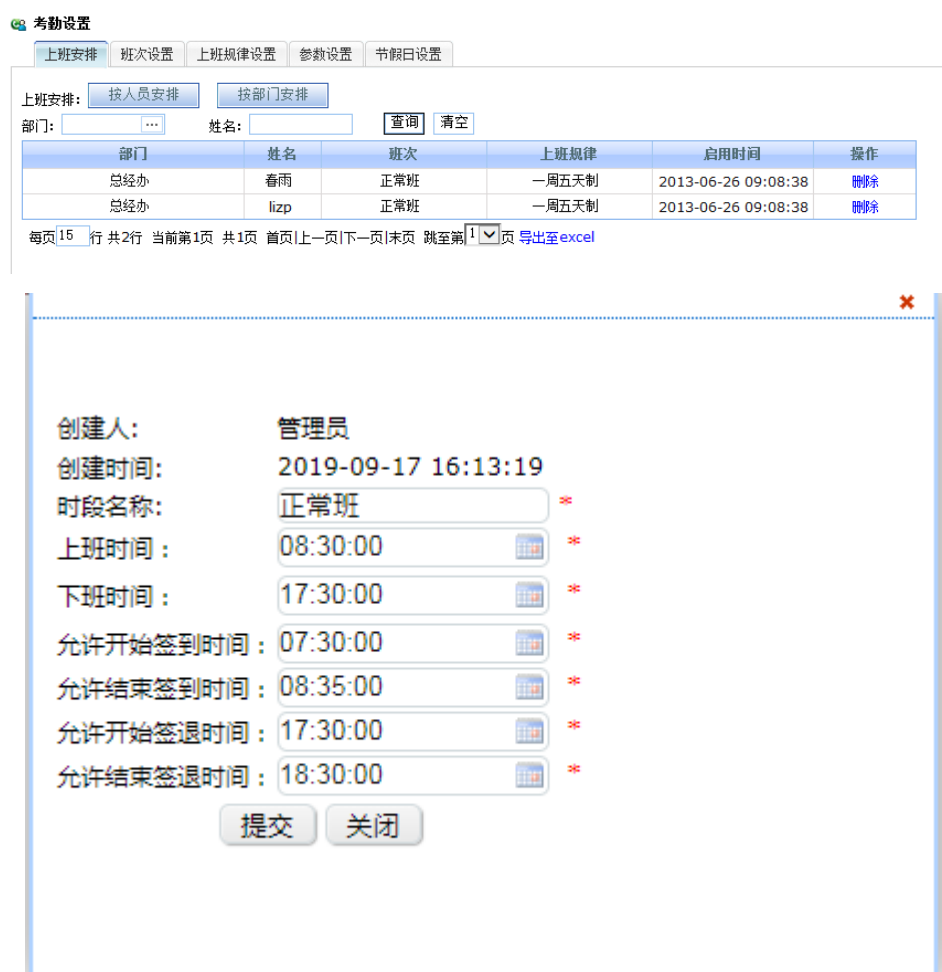 考勤设置
上班安排 班次设置 上班规律设置 参数设置 节假日设置
上班安排: 按人员安排 按部门安排
部门: ... 姓名: 查询 清空
部门 姓名 班次 上班规律 启用时间 操作
总经办 春雨 正常班 一周五天制 2013-06-26 09:08:38 删除
总经办 lizp 正常班 一周五天制 2013-06-26 09:08:38 删除
每页15 行 共2行 当前第1页 共1页 首页|上一页|下一页|末页 跳至第1页 导出至excel
创建人: 管理员
创建时间: 2019-09-17 16:13:19
时段名称: 正常班 *
上班时间: 08:30:00 *
下班时间: 17:30:00 *
允许开始签到时间: 07:30:00 *
允许结束签到时间: 08:35:00 *
允许开始签退时间: 17:30:00 *
允许结束签退时间: 18:30:00 *
提交 关闭